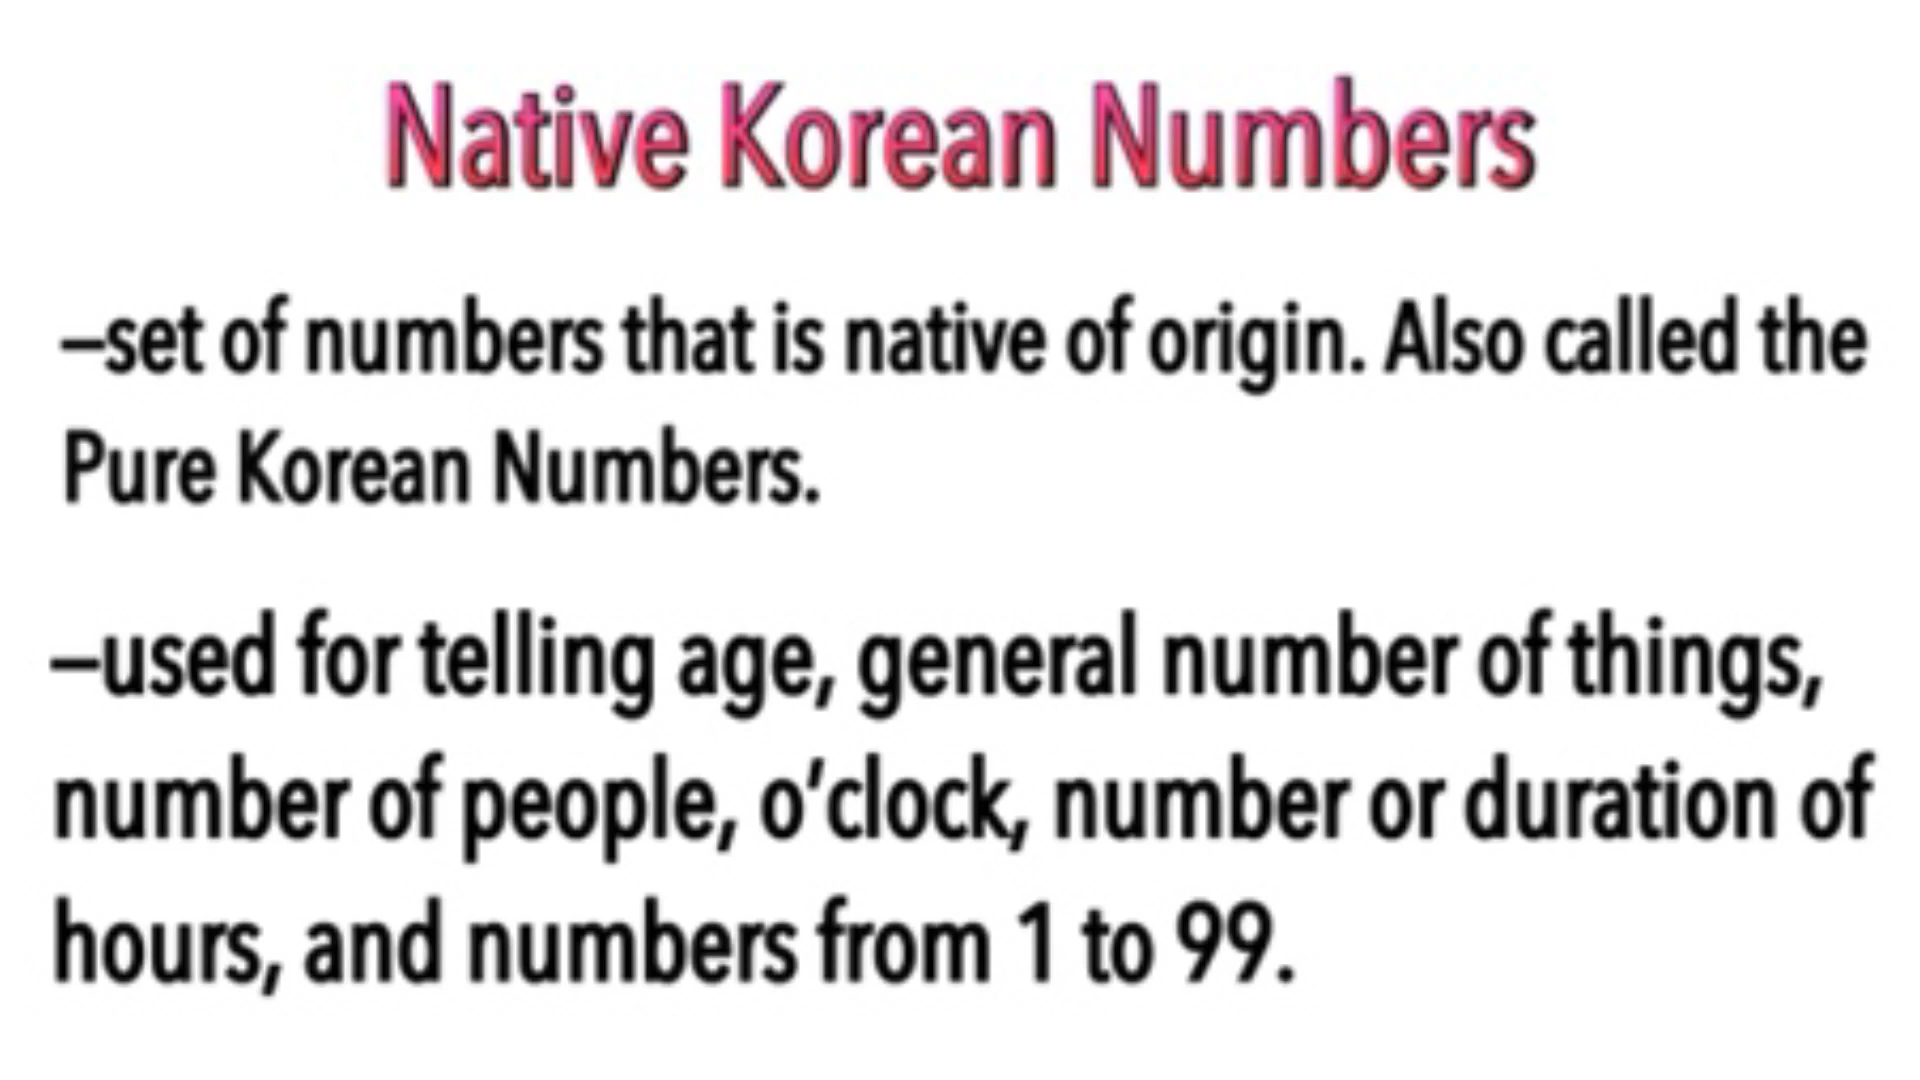 Native Korean Numbers
–set of numbers that is native of origin. Also called the
Pure Korean Numbers.
–used for telling age, general number of things,
number of people, o’clock, number or duration of
hours, and numbers from 1 to 99.